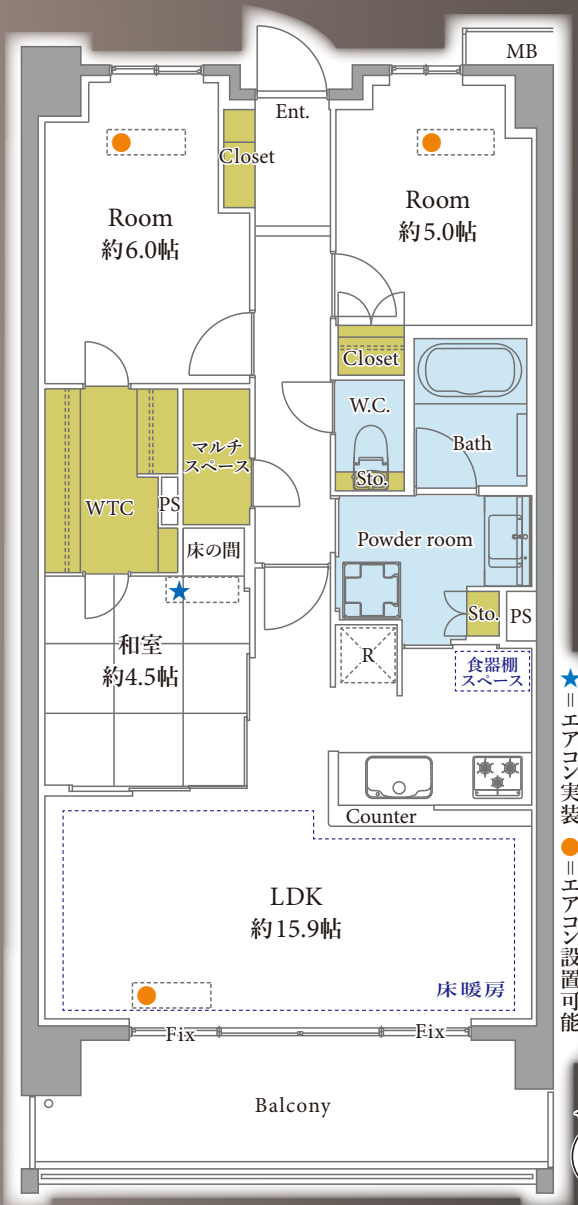 MB
Ent.
Closet
Room
約6.0帖
Room
約5.0帖
Closet
W.C.
Sto.
Bath
マルチ
スペース
WTC
PS
床の間
Powder room
Sto.
PS
和室
約4.5帖
R
食器棚
スペース
Counter
LDK
約15.9帖
床暖房
Fix
Fix
Balcony
★=エアコン実装
●=エアコン設置可能